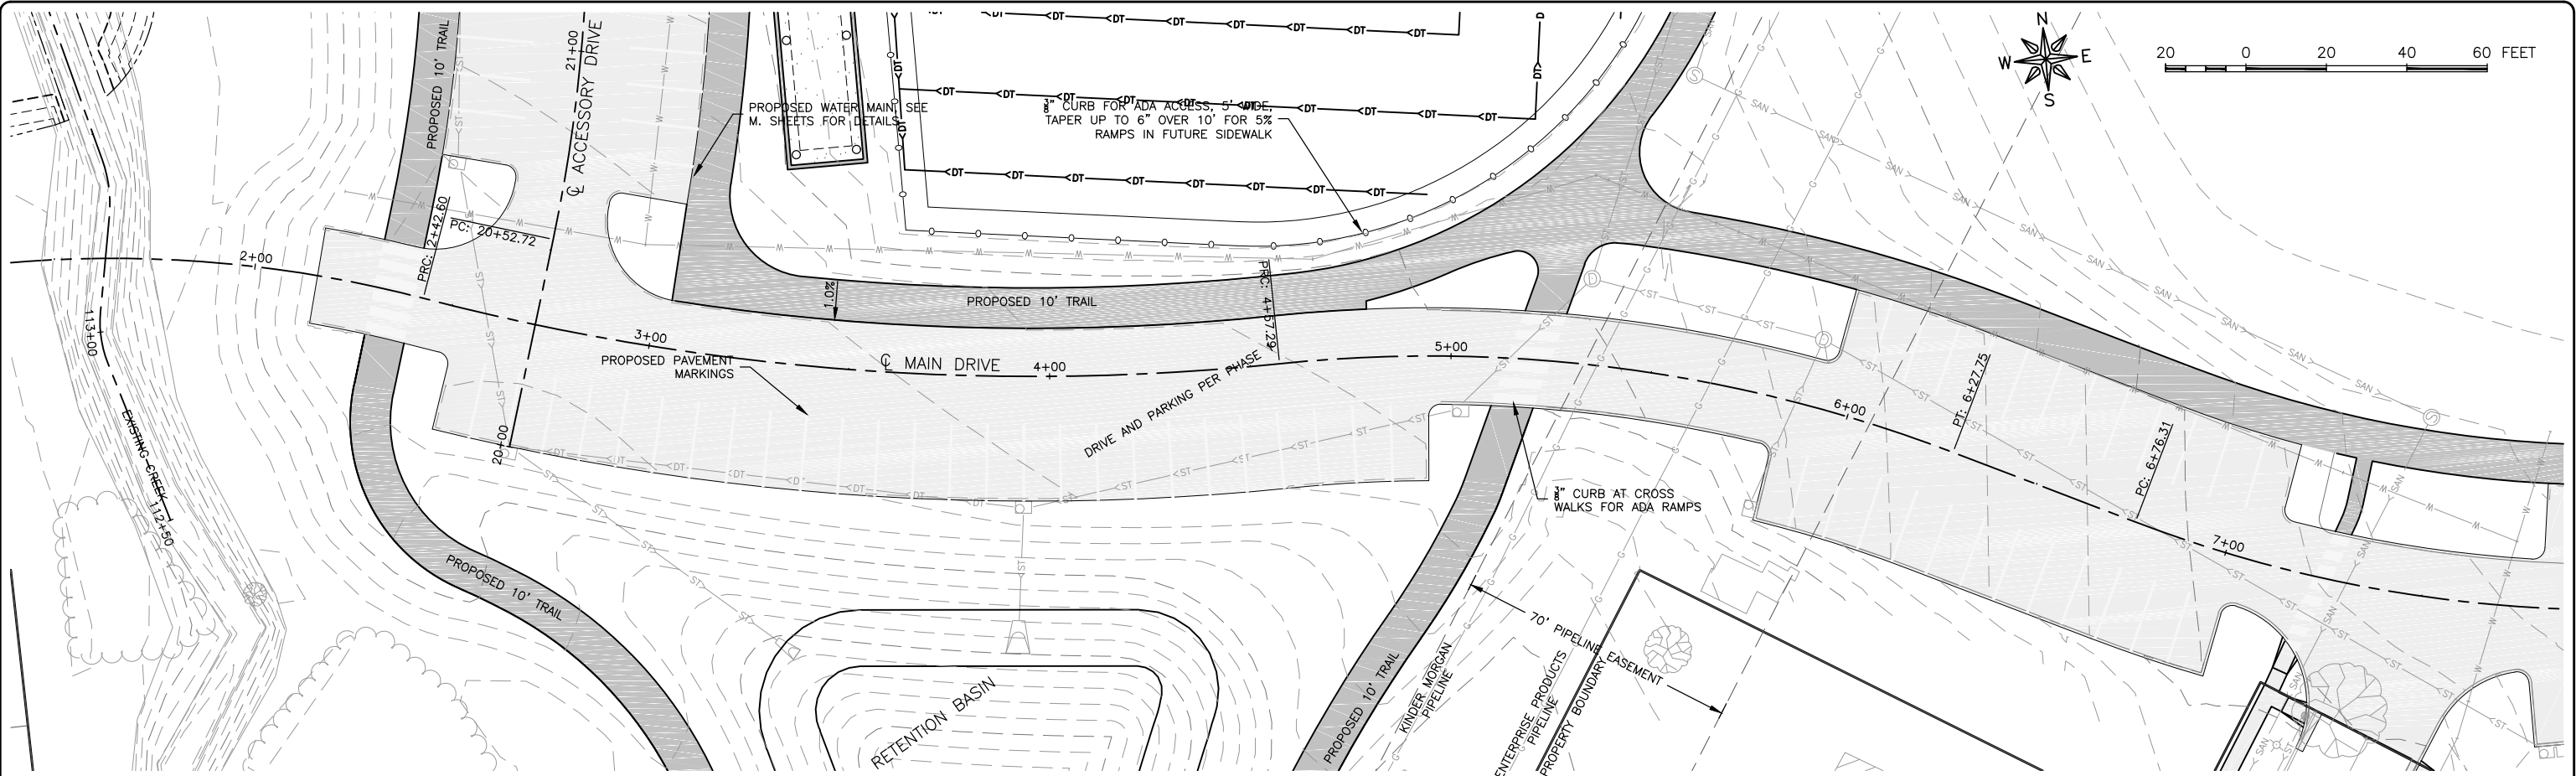 N
W E
S
20 0 20 40 60 FEET
PROPOSED 10' TRAIL
21+00
℄ ACCESSORY DRIVE
PROPOSED WATER MAIN, SEE
M. SHEETS FOR DETAILS
3/8" CURB FOR ADA ACCESS, 5' WIDE,
TAPER UP TO 6" OVER 10' FOR 5%
RAMPS IN FUTURE SIDEWALK
PRC: 2+42.60
PC: 20+52.72
2+00
113+00
EXISTING CREEK
112+50
20+00
3+00
1.0%
PROPOSED 10' TRAIL
PROPOSED PAVEMENT
MARKINGS
℄ MAIN DRIVE
4+00
PRC: 4+57.29
DRIVE AND PARKING PER PHASE
5+00
6+00
PT: 6+27.75
PC: 6+76.31
7+00
3/8" CURB AT CROSS
WALKS FOR ADA RAMPS
PROPOSED 10' TRAIL
RETENTION BASIN
PROPOSED 10' TRAIL
KINDER MORGAN
PIPELINE
70' PIPELINE EASEMENT
ENTERPRISE PRODUCTS
PIPELINE
PROPERTY BOUNDARY